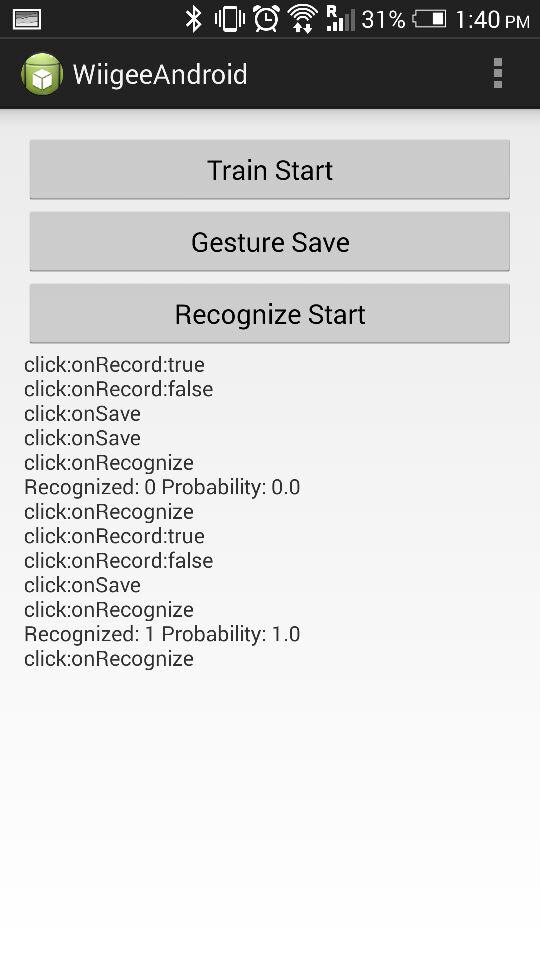 R 31% 1:40 PM
WiigeeAndroid
Train Start
Gesture Save
Recognize Start
click:onRecord:true
click:onRecord:false
click:onSave
click:onSave
click:onRecognize
Recognized: 0 Probability: 0.0
click:onRecognize
click:onRecord:true
click:onRecord:false
click:onSave
click:onRecognize
Recognized: 1 Probability: 1.0
click:onRecognize